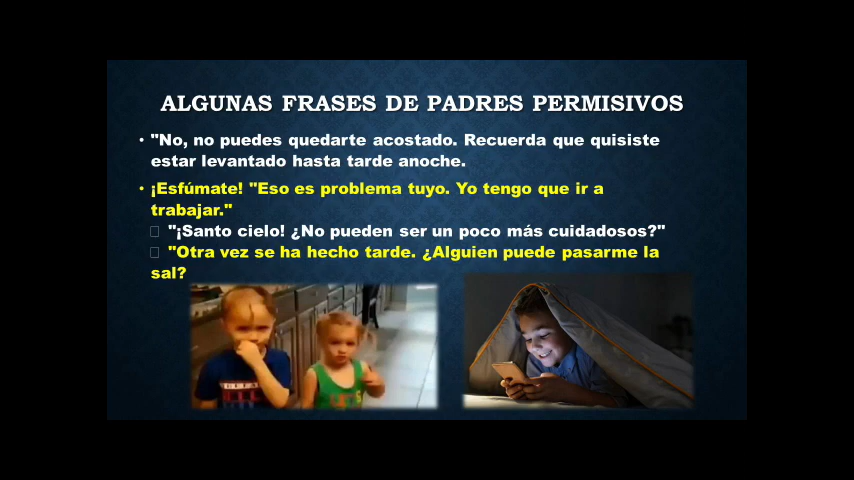 ALGUNAS FRASES DE PADRES PERMISIVOS
• "No, no puedes quedarte acostado. Recuerda que quisiste
estar levantado hasta tarde anoche.
• ¡Esfúmate! "Eso es problema tuyo. Yo tengo que ir a
trabajar."
"¡Santo cielo! ¿No pueden ser un poco más cuidadosos?"
"Otra vez se ha hecho tarde. ¿Alguien puede pasarme la
sal?